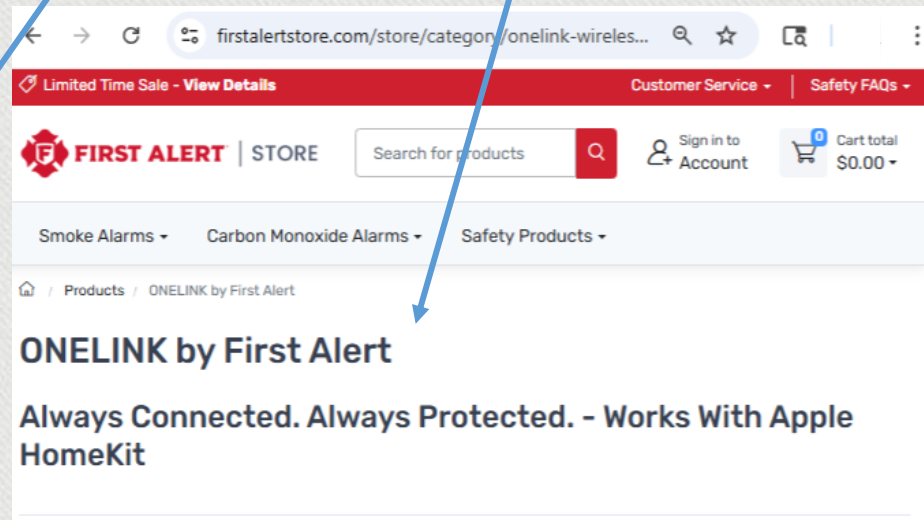 firstalertstore.com/store/category/onelink-wireles...
Limited Time Sale - View Details Customer Service Safety FAQs
FIRST ALERT | STORE Search for products 0 Sign in to Account Cart total $0.00
Smoke Alarms Carbon Monoxide Alarms Safety Products
/ Products / ONELINK by First Alert
ONELINK by First Alert
Always Connected. Always Protected. - Works With Apple
HomeKit